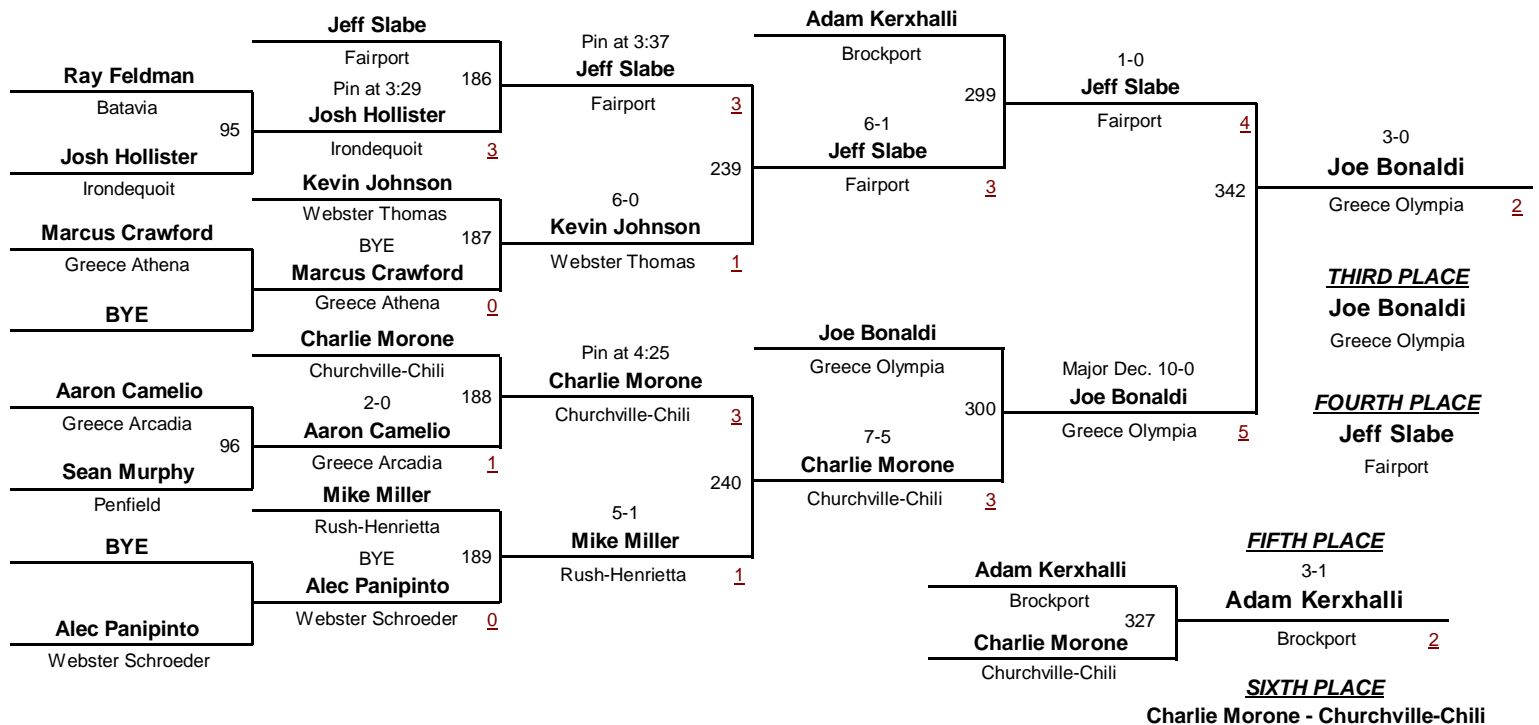 Ray Feldman
Batavia
95
Josh Hollister
Irondequoit
Marcus Crawford
Greece Athena
BYE
Aaron Camelio
Greece Arcadia
96
Sean Murphy
Penfield
BYE
Alec Panipinto
Webster Schroeder
Jeff Slabe
Fairport
186
Pin at 3:29
Josh Hollister
Irondequoit 3
Kevin Johnson
Webster Thomas
187
BYE
Marcus Crawford
Greece Athena 0
Charlie Morone
Churchville-Chili
188
2-0
Aaron Camelio
Greece Arcadia 1
Mike Miller
Rush-Henrietta
189
BYE
Alec Panipinto
Webster Schroeder 0
Pin at 3:37
Jeff Slabe
Fairport 3
239
6-0
Kevin Johnson
Webster Thomas 1
Pin at 4:25
Charlie Morone
Churchville-Chili 3
240
5-1
Mike Miller
Rush-Henrietta 1
Adam Kerxhalli
Brockport
299
6-1
Jeff Slabe
Fairport 3
Joe Bonaldi
Greece Olympia
300
7-5
Charlie Morone
Churchville-Chili 3
1-0
Jeff Slabe
Fairport 4
342
Major Dec. 10-0
Joe Bonaldi
Greece Olympia 5
3-0
Joe Bonaldi
Greece Olympia 2
THIRD PLACE
Joe Bonaldi
Greece Olympia
FOURTH PLACE
Jeff Slabe
Fairport
Adam Kerxhalli
Brockport
327
Charlie Morone
Churchville-Chili
FIFTH PLACE
3-1
Adam Kerxhalli
Brockport 2
SIXTH PLACE
Charlie Morone - Churchville-Chili